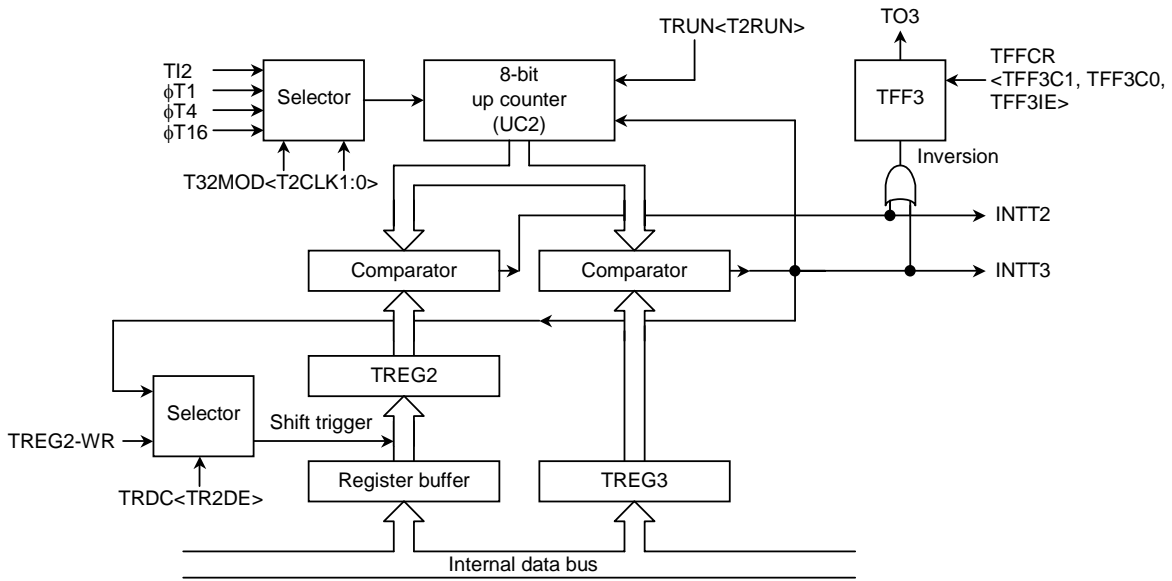 TO3
TRUN<T2RUN>
TFFCR
<TFF3C1, TFF3C0,
TFF3IE>
TI2
ϕT1
ϕT4
ϕT16
Selector
8-bit
up counter
(UC2)
TFF3
Inversion
T32MOD<T2CLK1:0>
INTT2
Comparator
Comparator
INTT3
TREG2
Selector
Shift trigger
TREG2-WR
Register buffer
TREG3
TRDC<TR2DE>
Internal data bus